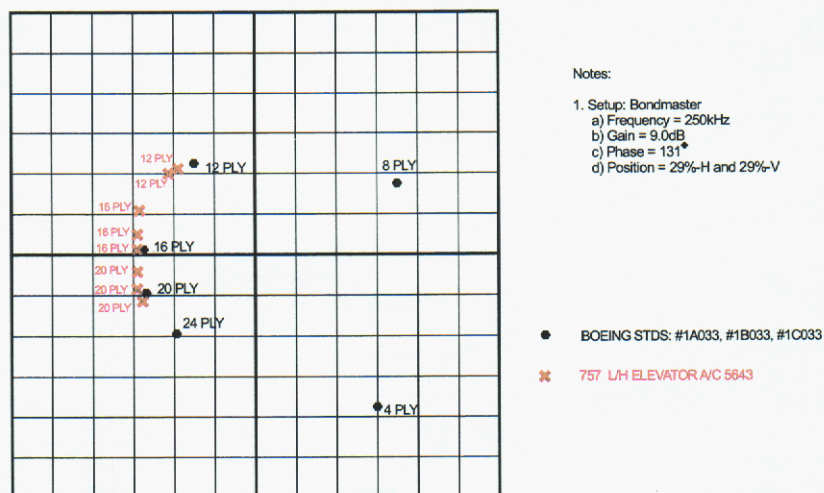 Notes:
1. Setup: Bondmaster
a) Frequency = 250kHz
b) Gain = 9.0dB
c) Phase = 131°
d) Position = 29%-H and 29%-V
12 PLY
12 PLY
8 PLY
12 PLY
16 PLY
16 PLY
16 PLY
16 PLY
20 PLY
20 PLY
20 PLY
20 PLY
24 PLY
4 PLY
BOEING STDS: #1A033, #1B033, #1C033
757 L/H ELEVATOR A/C 5643